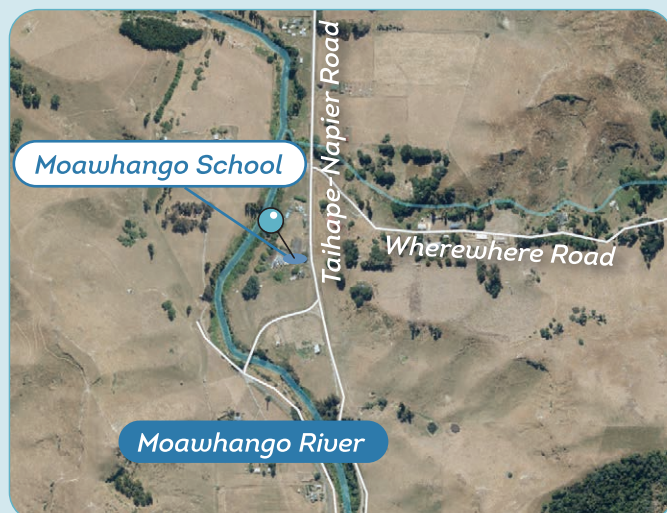 Taihape-Napier Road
Moawhango School
Wherewhere Road
Moawhango River